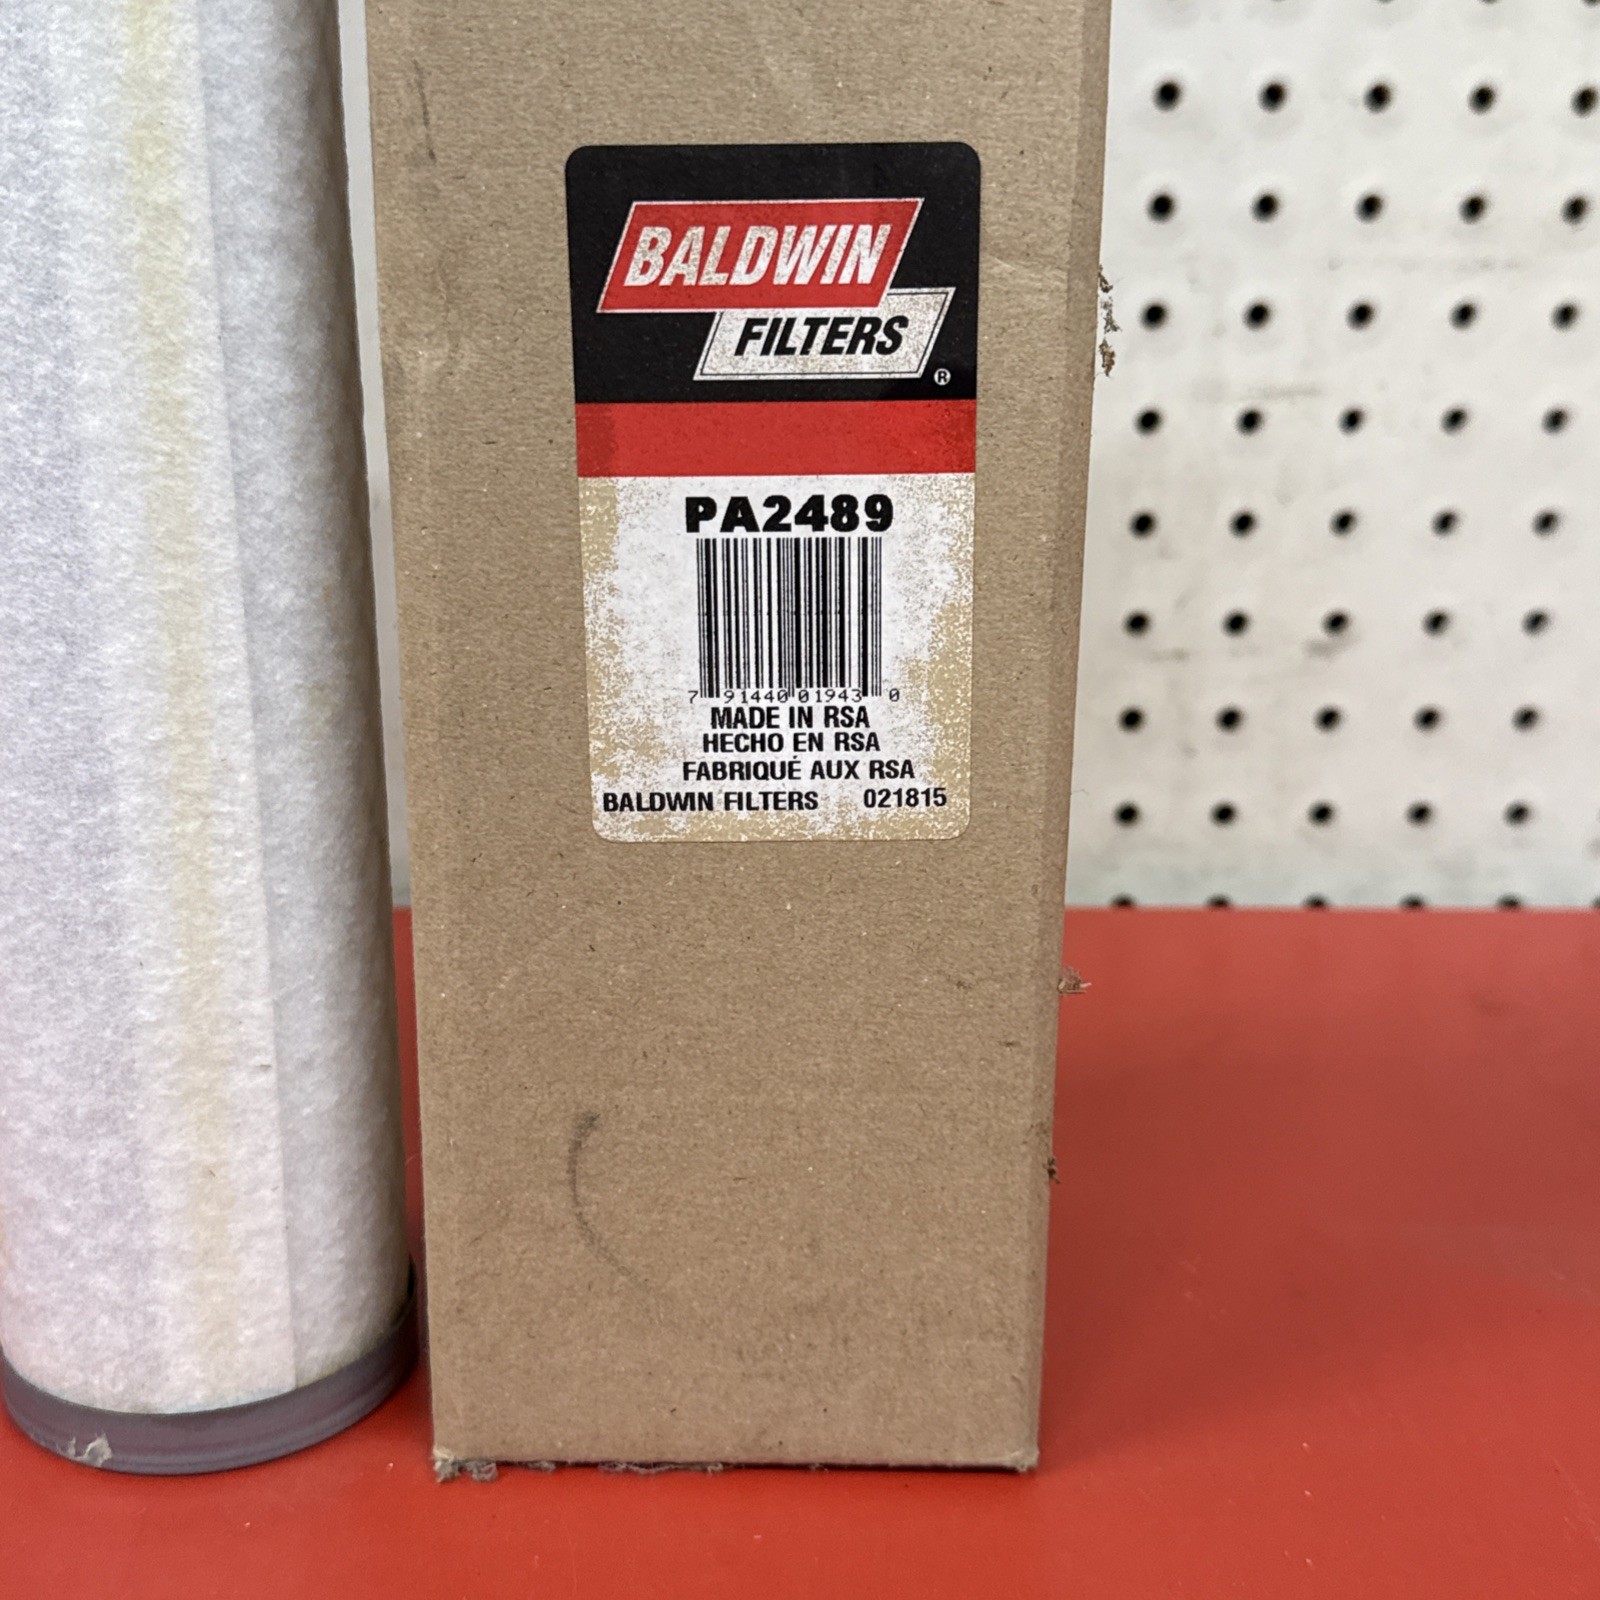 BALDWIN
FILTERS
®
PA2489
7 91440 01943 0
MADE IN RSA
HECHO EN RSA
FABRIQUÉ AUX RSA
BALDWIN FILTERS 021815